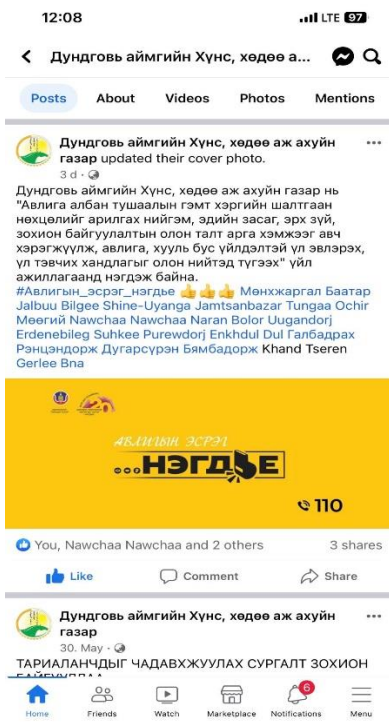 12:08
LTE 97
Дундговь аймгийн Хүнс, хөдөө а...
Posts About Videos Photos Mentions
Дундговь аймгийн Хүнс, хөдөө аж ахуйн
газар updated their cover photo.
3 d ·
Дундговь аймгийн Хүнс, хөдөө аж ахуйн газар нь
"Авлига албан тушаалын гэмт хэргийн шалтгаан
нөхцөлийг арилгах нийгэм, эдийн засаг, эрх зүй,
зохион байгуулалтын олон талт арга хэмжээг авч
хэрэгжүүлж, авлига, хууль бус үйлдэлтэй үл эвлэрэх,
үл тэвчих хандлагыг олон нийтэд түгээх" үйл
ажиллагаанд нэгдэж байна.
#Авлигын_эсрэг_нэгдье 👍👍👍 Мөнхжаргал Баатар
Jalbuu Bilgee Shine-Uyanga Jamtsanbazar Tungaa Ochir
Мөөгий Nawchaa Nawchaa Naran Bolor Uugandorj
Erdenebileg Suhkee Purewdorj Enkhdul Dul Галбадрах
Рэнцэндорж Дугарсүрэн Бямбадорж Khand Tseren
Gerlee Bna
АВЛИГЫН ЭСРЭГ
...НЭГДЬЕ
110
You, Nawchaa Nawchaa and 2 others 3 shares
Like Comment Share
Дундговь аймгийн Хүнс, хөдөө аж ахуйн
газар
30. May ·
ТАРИАЛАНЧДЫГ ЧАДАВХЖУУЛАХ СУРГАЛТ ЗОХИОН
6
Home Friends Watch Marketplace Notifications Menu